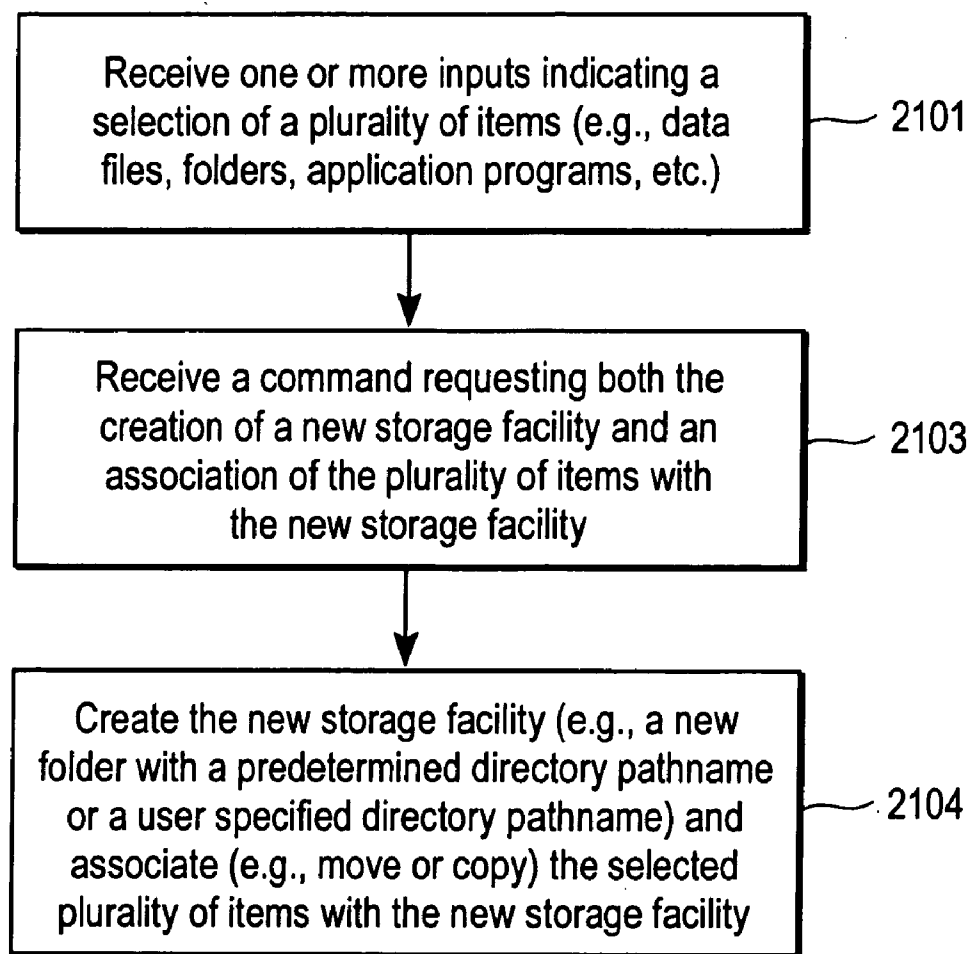 Receive one or more inputs indicating a
selection of a plurality of items (e.g., data
files, folders, application programs, etc.)
2101
Receive a command requesting both the
creation of a new storage facility and an
association of the plurality of items with
the new storage facility
2103
Create the new storage facility (e.g., a new
folder with a predetermined directory pathname
or a user specified directory pathname) and
associate (e.g., move or copy) the selected
plurality of items with the new storage facility
2104